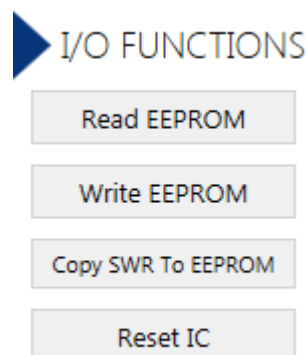 I/O FUNCTIONS
Read EEPROM
Write EEPROM
Copy SWR To EEPROM
Reset IC